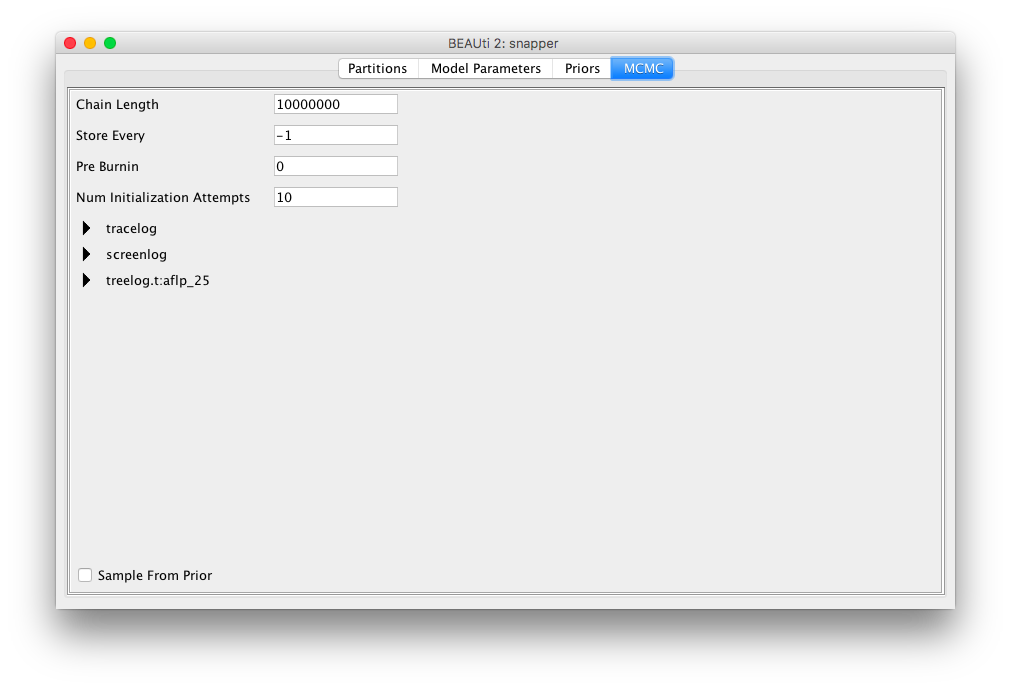 BEAUti 2: snapper
Partitions Model Parameters Priors MCMC
Chain Length 10000000
Store Every -1
Pre Burnin 0
Num Initialization Attempts 10
tracelog
screenlog
treelog.t:aflp_25
Sample From Prior